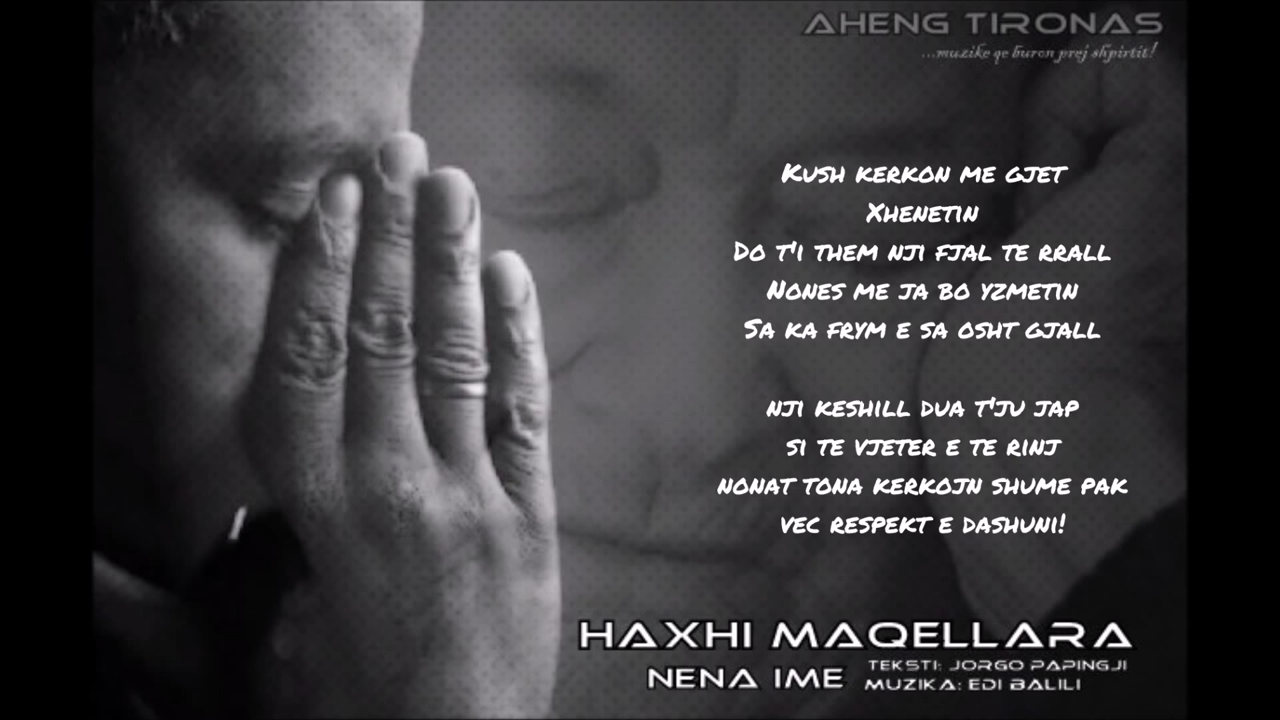 AHENG TIRONAS
...muzike qe buron prej shpirtit!
KUSH KERKON ME GJET
XHENETIN
DO T'I THEM NJI FJAL TE RRALL
NONES ME JA BO YZMETIN
SA KA FRYM E SA OSHT GJALL
NJI KESHILL DUA T'JU JAP
SI TE VJETER E TE RINJ
NONAT TONA KERKOJN SHUME PAK
VEC RESPEKT E DASHUNI!
HAXHI MAQELLARA
NENA IME
TEKSTI: JORGO PAPINGJI
MUZIKA: EDI BALILI